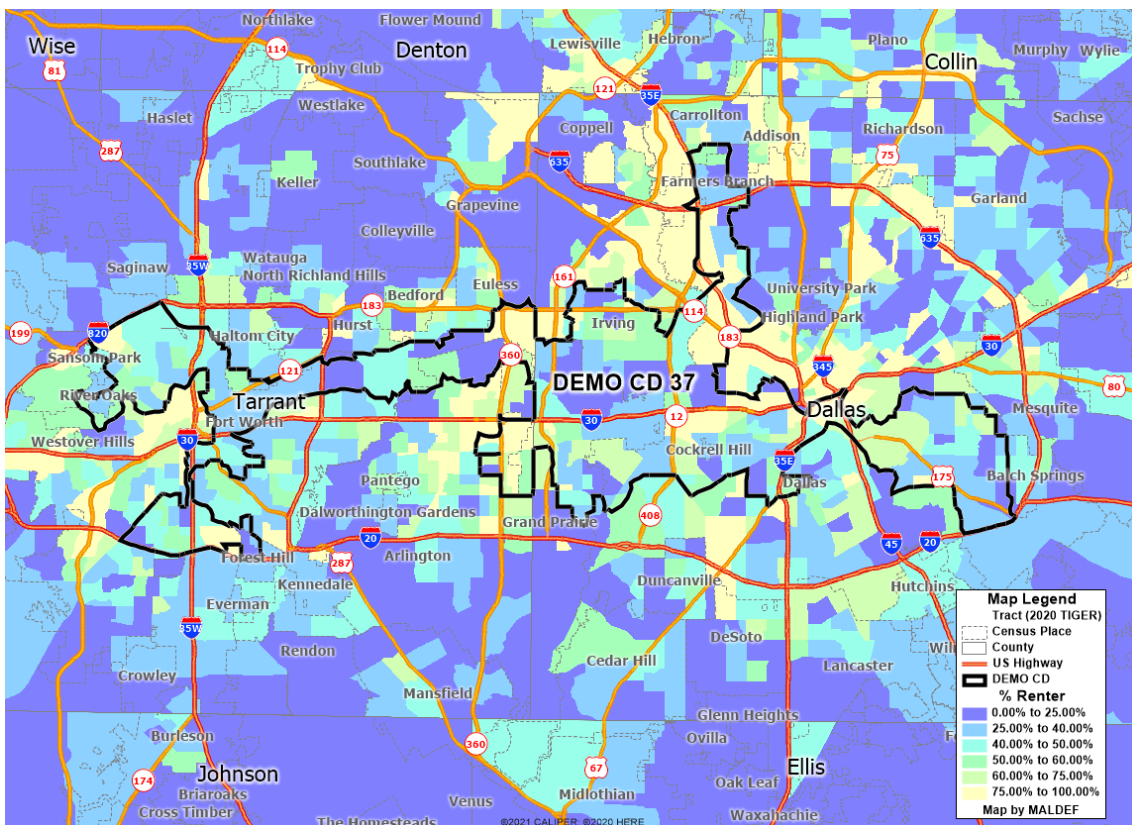 Northlake
Flower Mound
Lewisville
Hebron
Plano
Wise
114
Denton
Collin
Murphy
Wylie
81
Trophy Club
121
35E
Westlake
Haslet
Coppell
Carrollton
Addison
Richardson
Sachse
287
635
75
Southlake
Keller
Farmers Branch
Garland
Grapevine
Colleyville
635
Watauga
35W
Saginaw
North Richland Hills
161
Euless
Bedford
183
University Park
114
Irving
Highland Park
199
820
Halton City
Hurst
183
30
Sansom Park
360
121
345
River Oaks
DEMO CD 37
80
Tarrant
Dallas
Mesquite
Fort Worth
12
30
Westover Hills
30
Cockrell Hill
35E
Balch Springs
Pantego
Dallas
175
Dalworthington Gardens
408
Grand Prairie
20
45
20
Forest Hill
Arlington
287
Kennedale
Duncanville
Hutchins
Everman
35W
DeSoto
Rendon
Cedar Hill
Lancaster
Wil
Crowley
Mansfield
Glenn Heights
Burleson
Ovilla
360
67
Johnson
Ellis
174
Oak Leaf
Briaroaks
Midlothian
Venus
Cross Timber
Waxahachie
The Homesteads
©2021 CALIPER; ©2020 HERE
Map Legend
Tract (2020 TIGER)
Census Place
County
US Highway
DEMO CD
% Renter
0.00% to 25.00%
25.00% to 40.00%
40.00% to 50.00%
50.00% to 60.00%
60.00% to 75.00%
75.00% to 100.00%
Map by MALDEF